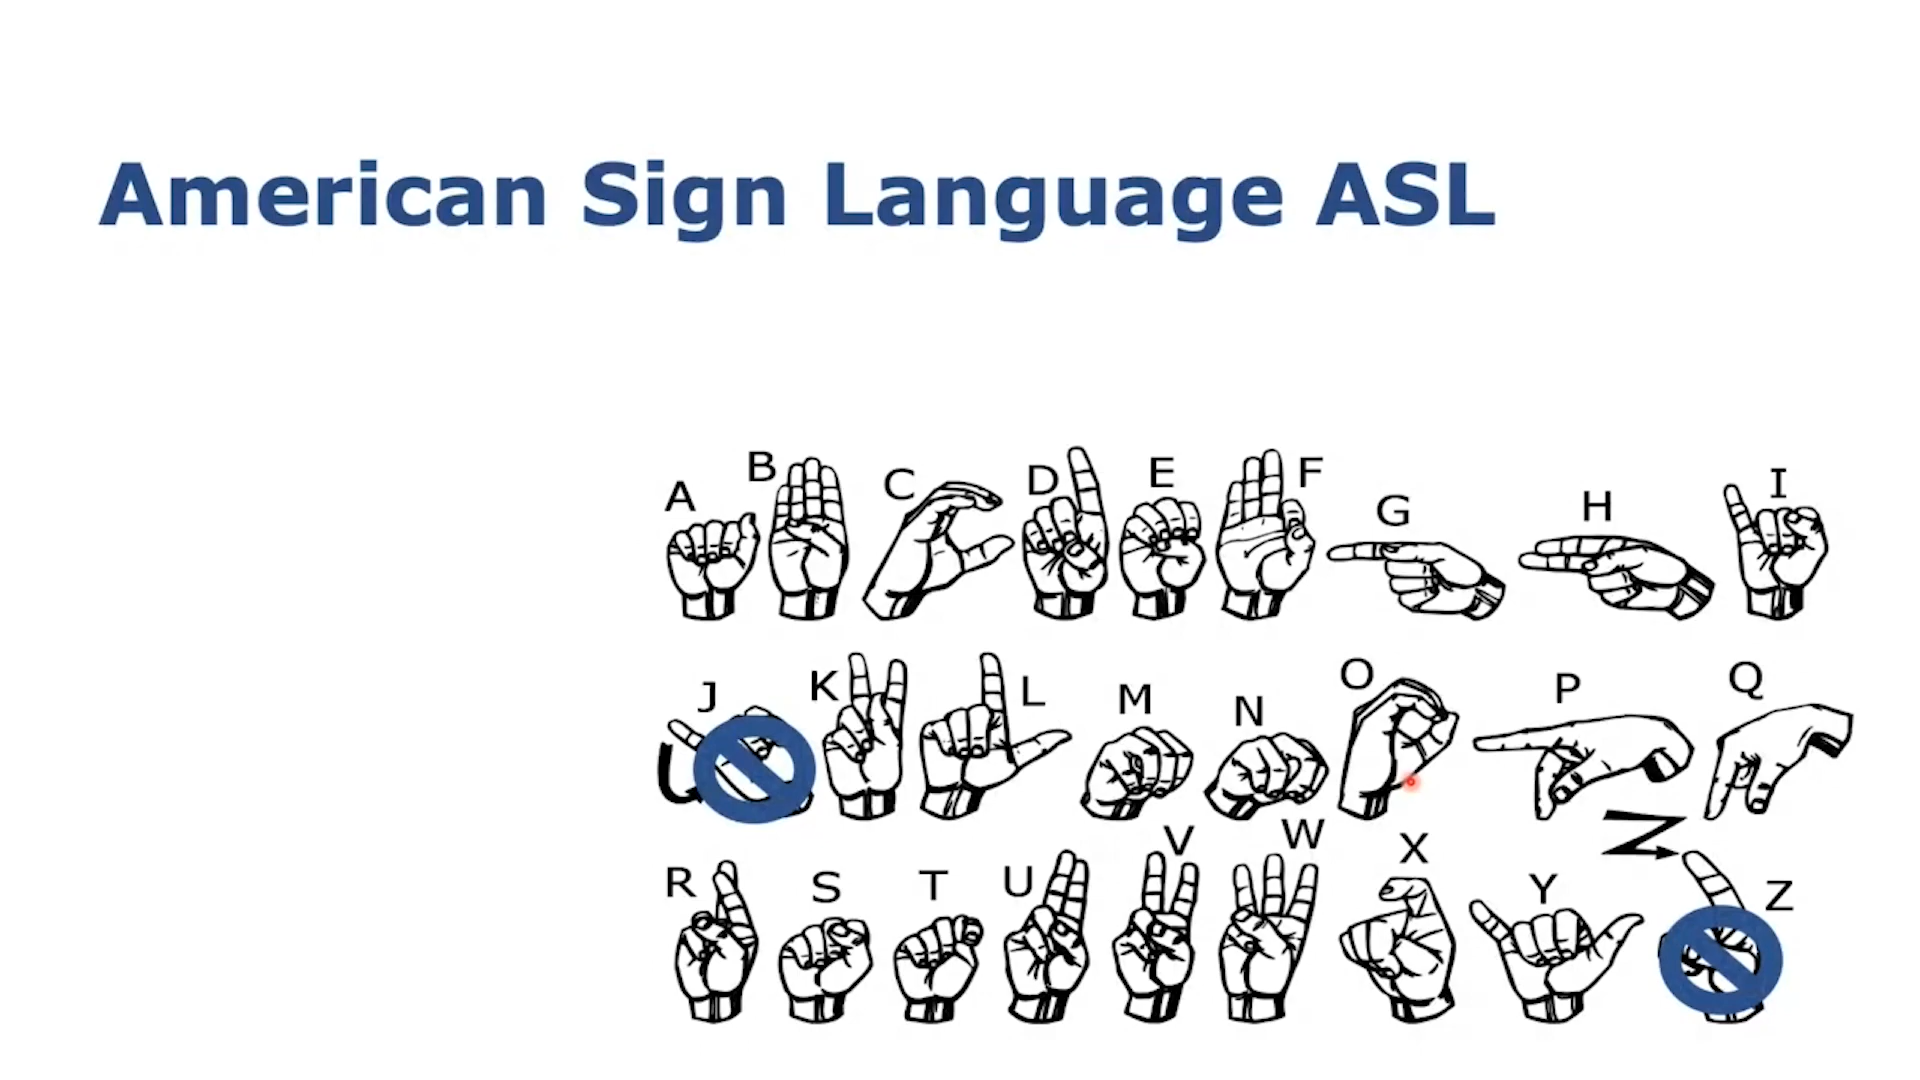 American Sign Language ASL
A B C D E F G H I
J K L M N O P Q
R S T U V W X Y Z